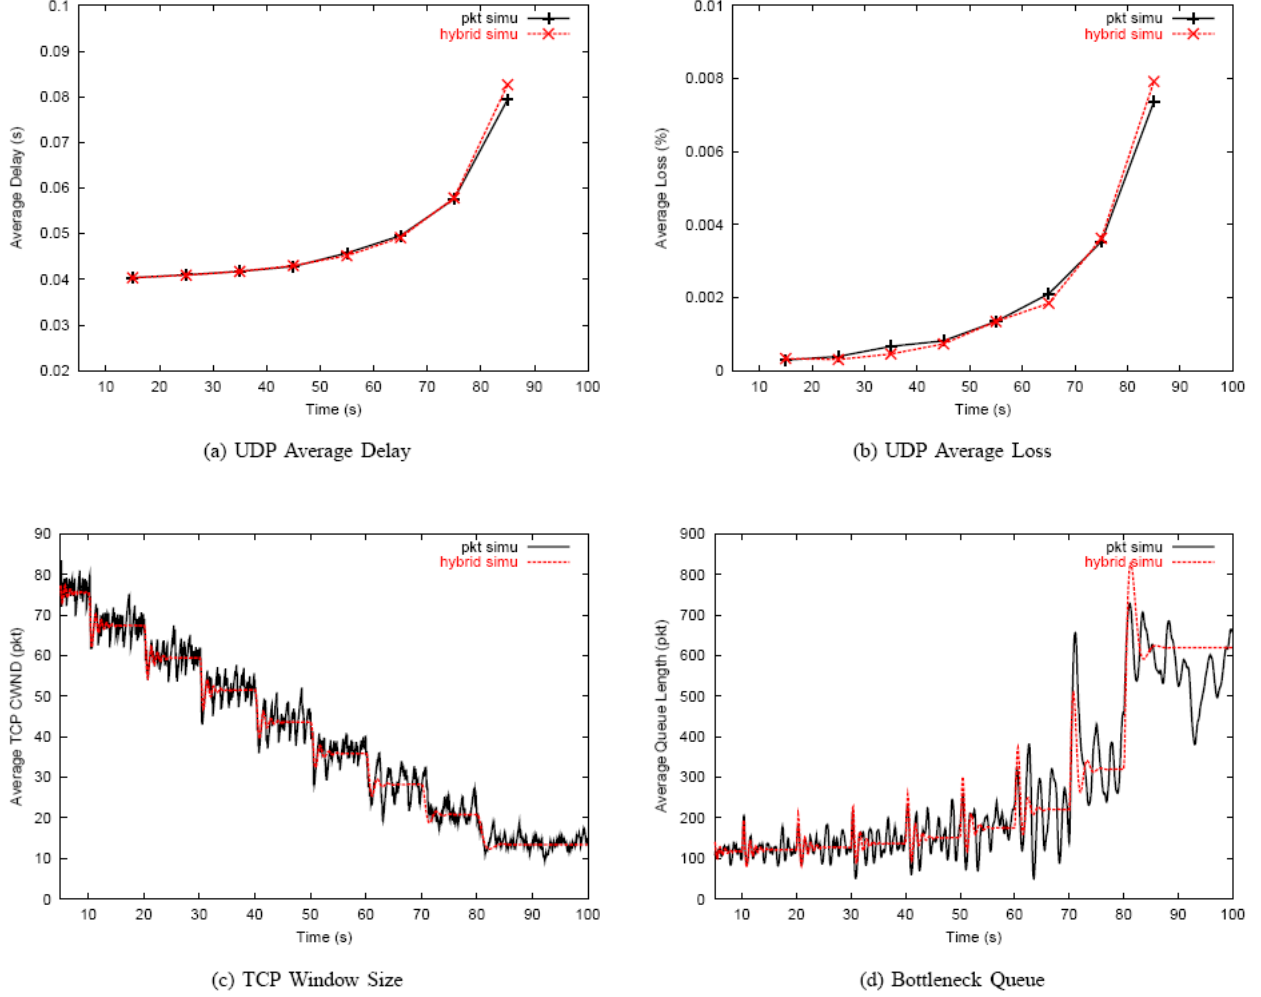 0.1
0.09
0.08
0.07
0.06
0.05
0.04
0.03
0.02
Average Delay (s)
pkt simu
hybrid simu
10 20 30 40 50 60 70 80 90 100
Time (s)
(a) UDP Average Delay
0.01
0.008
0.006
0.004
0.002
0
Average Loss (%)
pkt simu
hybrid simu
10 20 30 40 50 60 70 80 90 100
Time (s)
(b) UDP Average Loss
90
80
70
60
50
40
30
20
10
0
Average TCP CWND (pkt)
pkt simu
hybrid simu
10 20 30 40 50 60 70 80 90 100
Time (s)
(c) TCP Window Size
900
800
700
600
500
400
300
200
100
0
Average Queue Length (pkt)
pkt simu
hybrid simu
10 20 30 40 50 60 70 80 90 100
Time (s)
(d) Bottleneck Queue